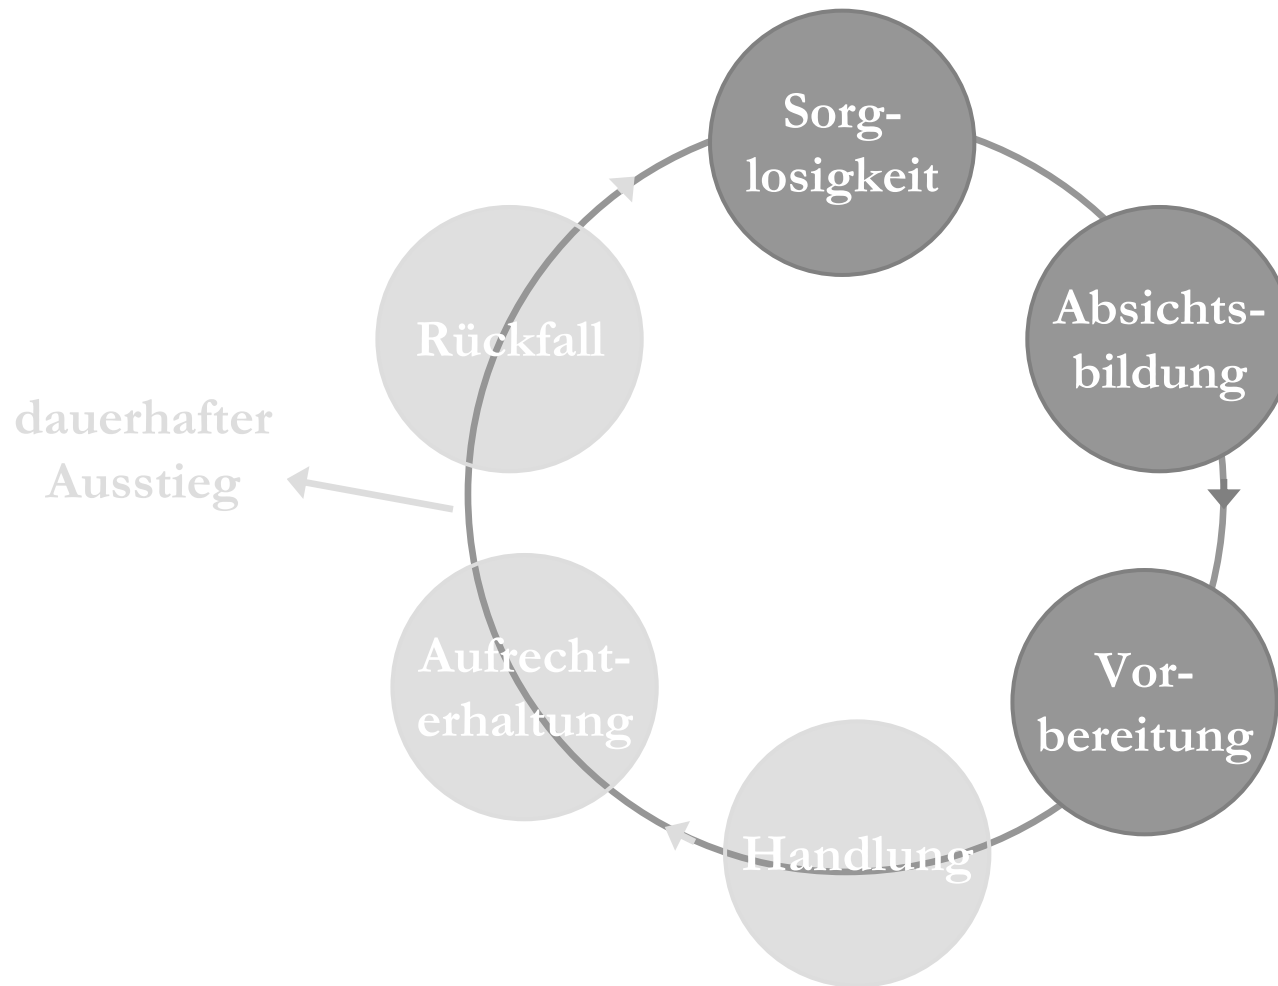 Sorg-
losigkeit
Absichts-
bildung
Vor-
bereitung
Handlung
Aufrecht-
erhaltung
Rückfall
dauerhafter
Ausstieg